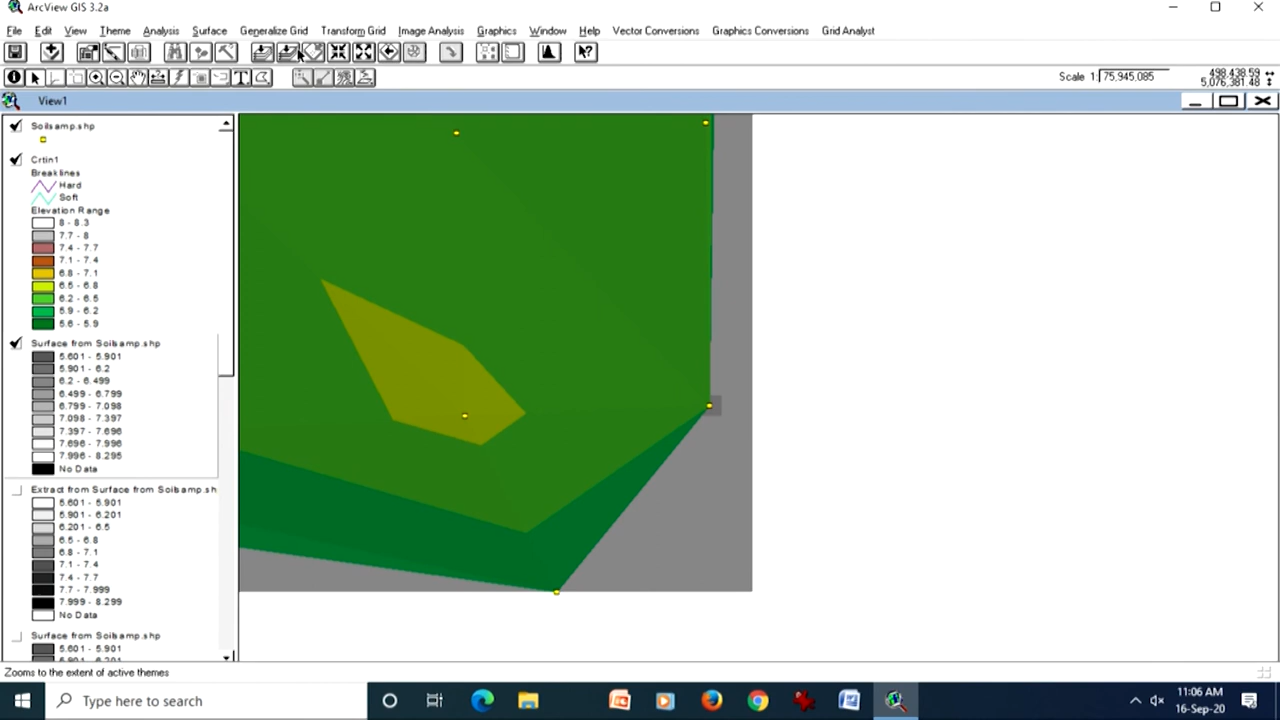 ArcView GIS 3.2a
File Edit View Theme Analysis Surface Generalize Grid Transform Grid Image Analysis Graphics Window Help Vector Conversions Graphics Conversions Grid Analyst
Scale 1: 75,945,085
498,438.59
5,076,381.48
View1
Soilsamp.shp
Crtin1
Breaklines
Hard
Soft
Elevation Range
8 - 8.3
7.7 - 8
7.4 - 7.7
7.1 - 7.4
6.8 - 7.1
6.5 - 6.8
6.2 - 6.5
5.9 - 6.2
5.6 - 5.9
Surface from Soilsamp.shp
5.601 - 5.901
5.901 - 6.2
6.2 - 6.499
6.499 - 6.799
6.799 - 7.098
7.098 - 7.397
7.397 - 7.696
7.696 - 7.996
7.996 - 8.295
No Data
Extract from Surface from Soilsamp.sh
5.601 - 5.901
5.901 - 6.201
6.201 - 6.5
6.5 - 6.8
6.8 - 7.1
7.1 - 7.4
7.4 - 7.7
7.7 - 7.999
7.999 - 8.299
No Data
Surface from Soilsamp.shp
5.601 - 5.901
Zooms to the extent of active themes
Type here to search
11:06 AM
16-Sep-20